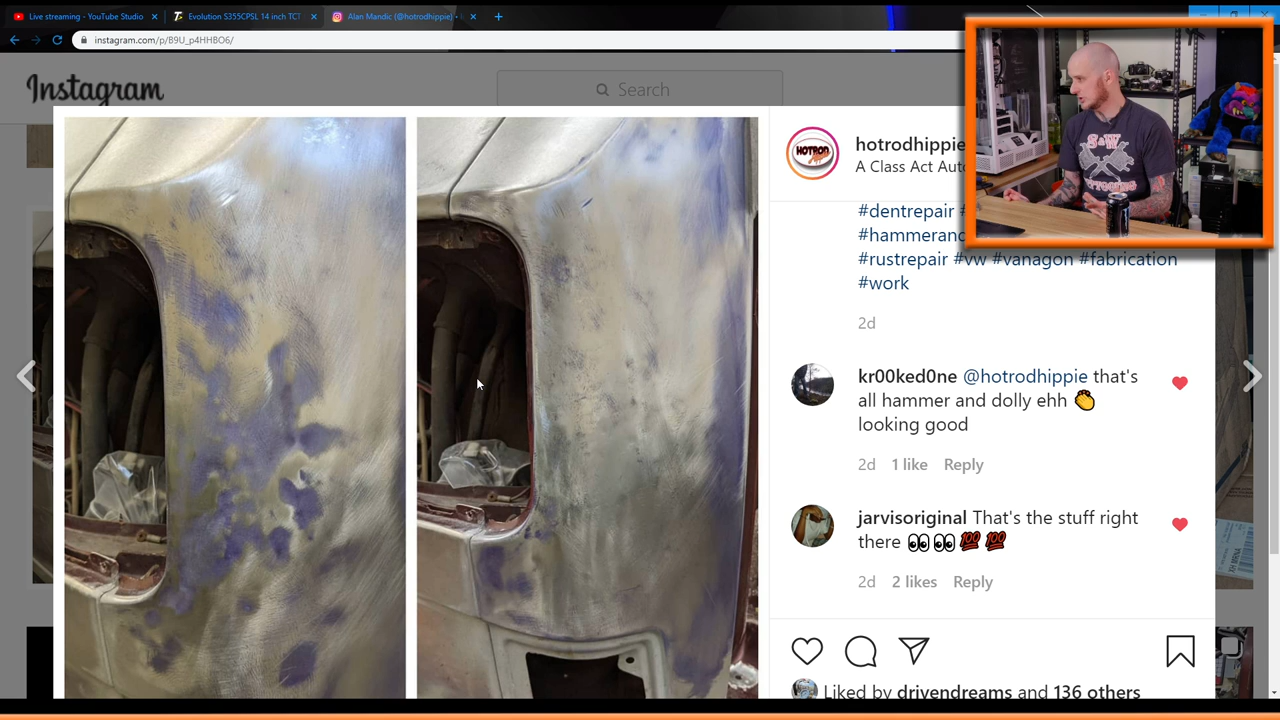 Live streaming - YouTube Studio
Evolution S355CPSL 14 inch TCT
Alan Mandic (@hotrodhippie) •
instagram.com/p/B9U_p4HHBO6/
Instagram
Search
HOTROD
hotrodhippie
A Class Act Aut
S&W
#dentrepair
#hammeranc
#rustrepair #vw #vanagon #fabrication
#work
2d
kr00ked0ne @hotrodhippie that's
all hammer and dolly ehh 👏
looking good
2d 1 like Reply
jarvisoriginal That's the stuff right
there 👀👀💯💯
2d 2 likes Reply
Liked by drivendreams and 136 others